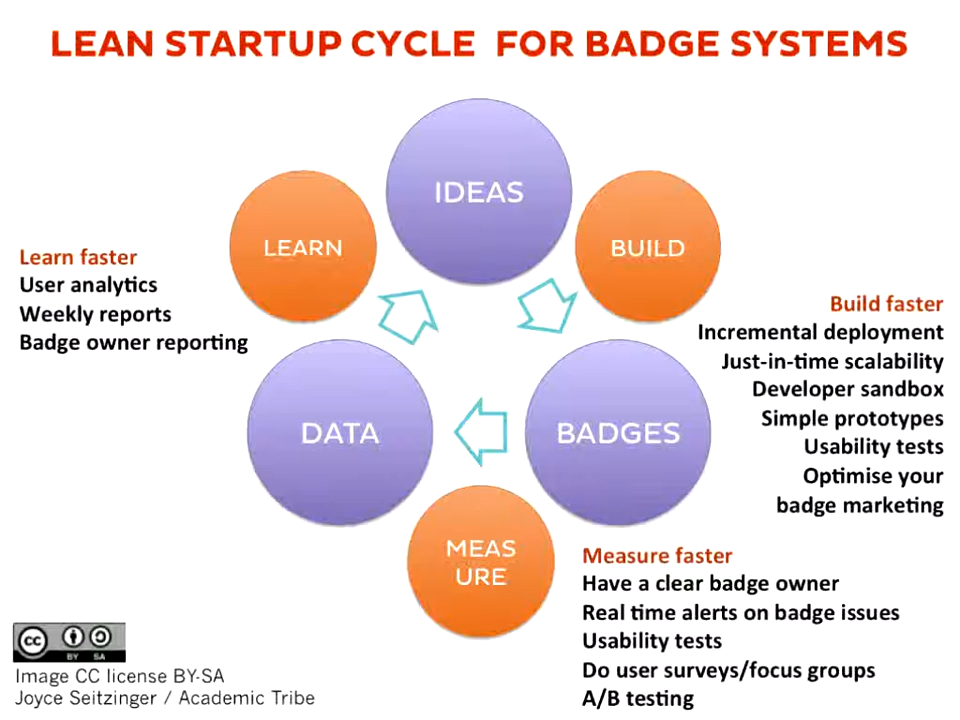 LEAN STARTUP CYCLE FOR BADGE SYSTEMS
IDEAS
LEARN
BUILD
Learn faster
User analytics
Weekly reports
Badge owner reporting
Build faster
Incremental deployment
Just-in-time scalability
Developer sandbox
Simple prototypes
Usability tests
Optimise your
badge marketing
DATA
BADGES
MEAS
URE
Measure faster
Have a clear badge owner
Real time alerts on badge issues
Usability tests
Do user surveys/focus groups
A/B testing
cc
BY SA
Image CC license BY-SA
Joyce Seitzinger / Academic Tribe